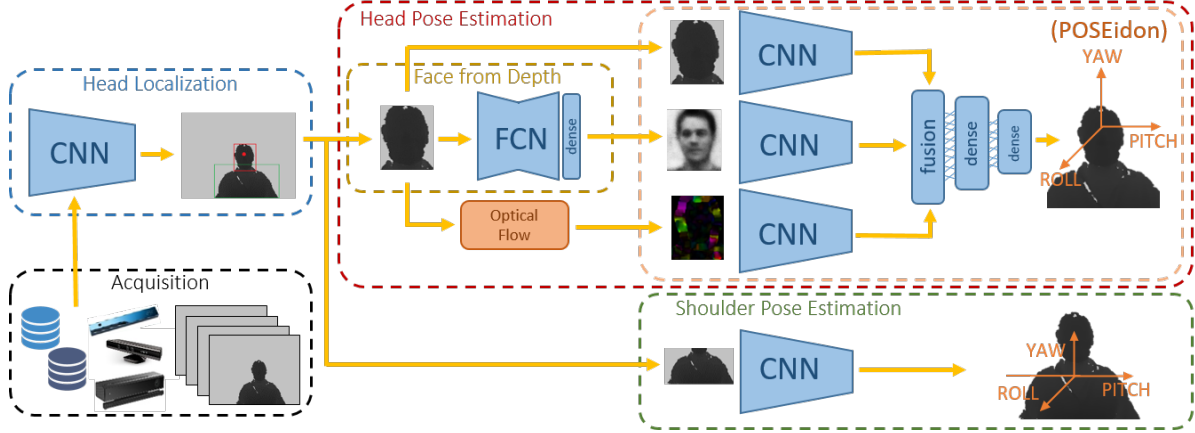 Head Pose Estimation
(POSEidon)
Head Localization
Face from Depth
CNN
FCN
dense
Optical
Flow
CNN
CNN
CNN
fusion
dense
dense
YAW
PITCH
ROLL
Acquisition
Shoulder Pose Estimation
CNN
YAW
ROLL
PITCH